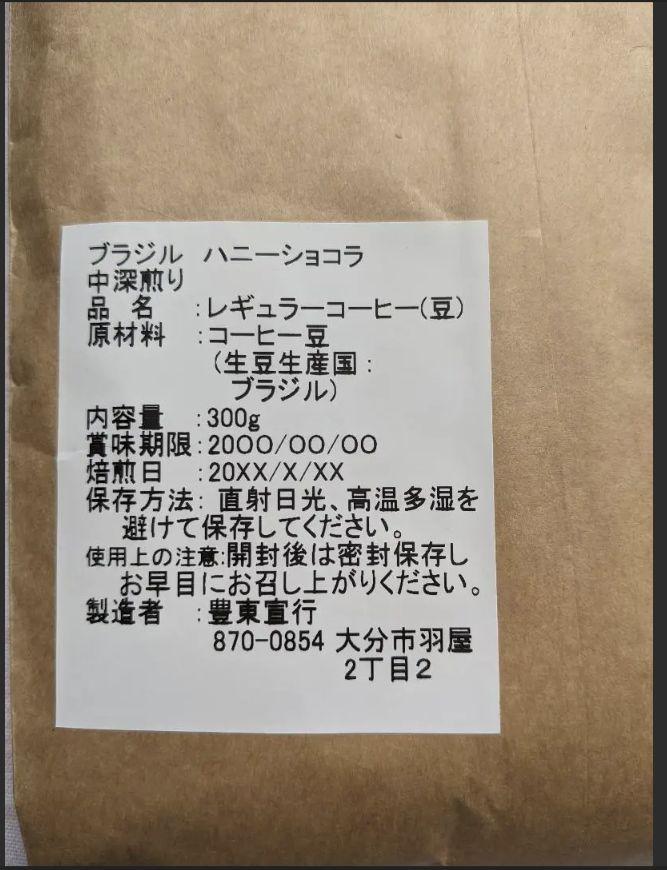 ブラジル ハニーショコラ
中深煎り
品 名 :レギュラーコーヒー(豆)
原材料 :コーヒー豆
(生豆生産国:
ブラジル)
内容量 :300g
賞味期限:20OO/OO/OO
焙煎日 :20XX/X/XX
保存方法: 直射日光、高温多湿を
避けて保存してください。
使用上の注意:開封後は密封保存し
お早目にお召し上がりください。
製造者 :豊東宣行
870-0854 大分市羽屋
2丁目2